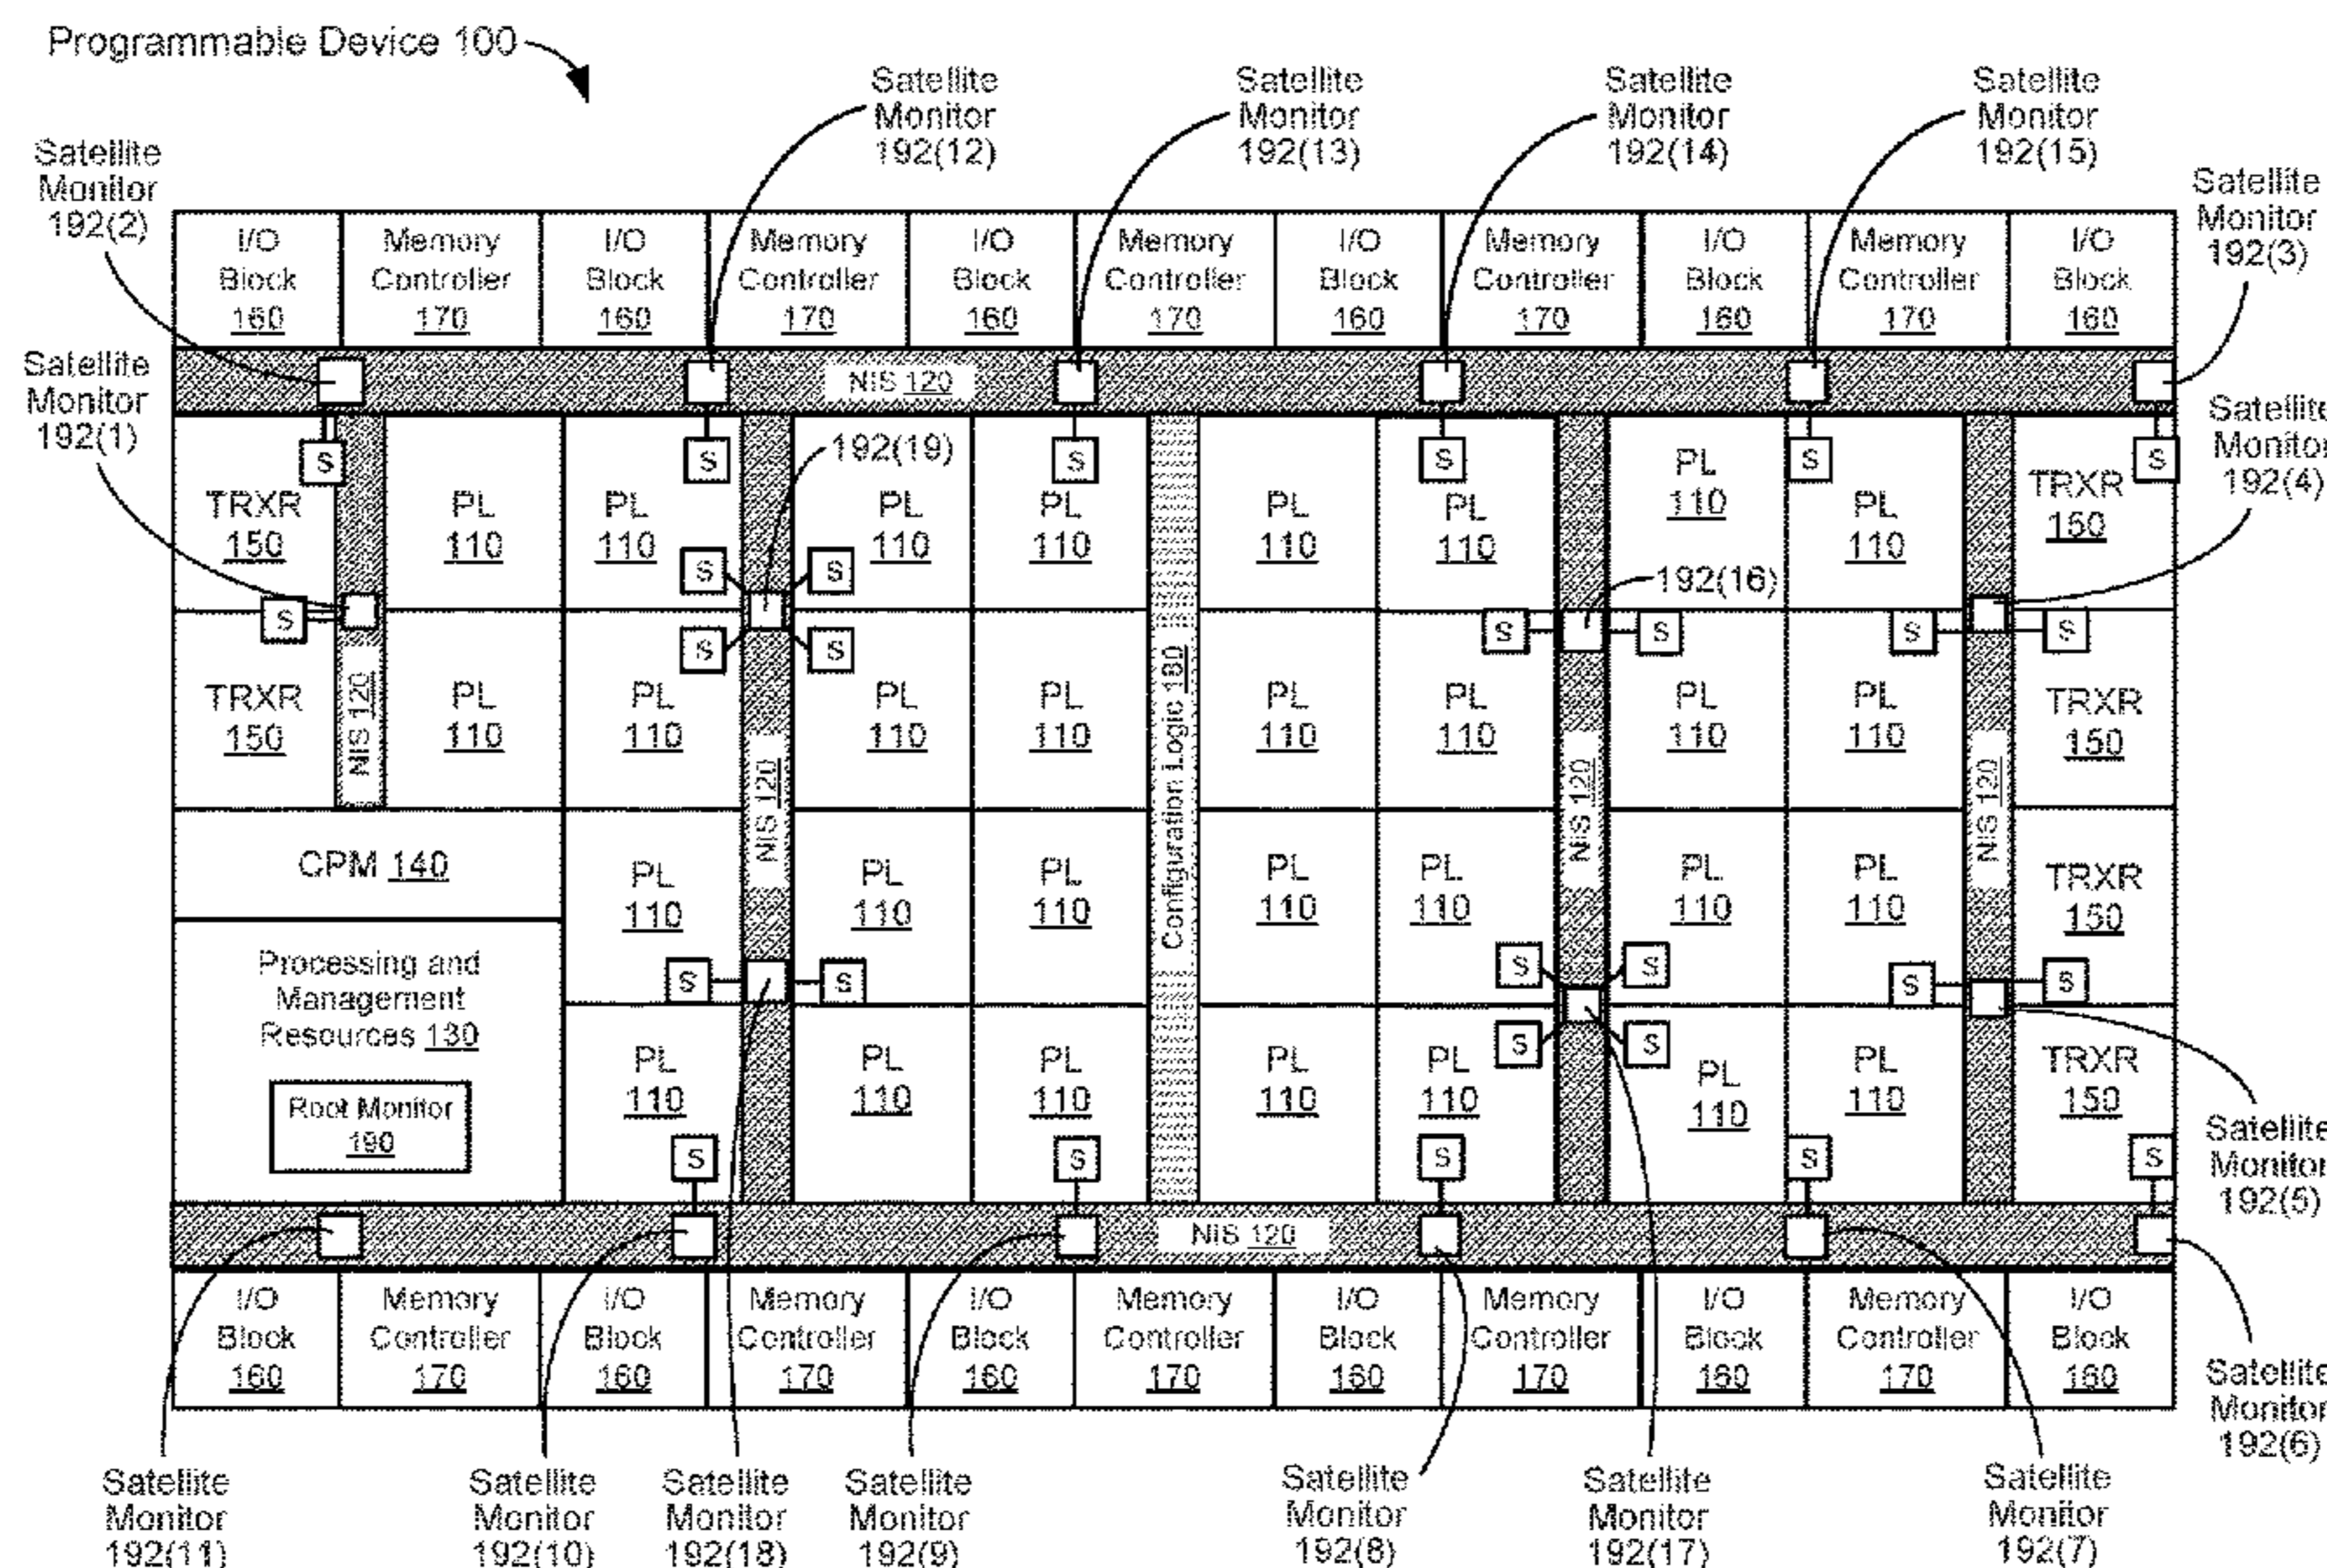 Programmable Device 100
Satellite
Monitor
192(12)
Satellite
Monitor
192(13)
Satellite
Monitor
192(14)
Satellite
Monitor
192(15)
Satellite
Monitor
192(2)
Satellite
Monitor
192(3)
I/O
Block
160
Memory
Controller
170
I/O
Block
160
Memory
Controller
170
I/O
Block
160
Memory
Controller
170
I/O
Block
160
Memory
Controller
170
I/O
Block
160
Memory
Controller
170
I/O
Block
160
Satellite
Monitor
192(1)
NIS 120
Satellite
Monitor
192(4)
S
S
S
S
S
S
192(19)
TRXR
150
PL
110
PL
110
PL
110
PL
110
PL
110
PL
110
PL
110
PL
110
TRXR
150
S
S
192(16)
S
S
S
S
S
S
S
S
S
TRXR
150
NIS 120
PL
110
PL
110
PL
110
PL
110
Configuration Logic 180
PL
110
PL
110
PL
110
PL
110
TRXR
150
NIS 120
NIS 120
NIS 120
CPM 140
PL
110
PL
110
PL
110
PL
110
PL
110
PL
110
PL
110
TRXR
150
Processing and
Management
Resources 130
S
S
S
S
S
S
S
S
Root Monitor
190
PL
110
PL
110
PL
110
PL
110
PL
110
PL
110
PL
110
TRXR
150
S
S
S
S
S
Satellite
Monitor
192(5)
NIS 120
I/O
Block
160
Memory
Controller
170
I/O
Block
160
Memory
Controller
170
I/O
Block
160
Memory
Controller
170
I/O
Block
160
Memory
Controller
170
I/O
Block
160
Memory
Controller
170
I/O
Block
160
Satellite
Monitor
192(6)
Satellite
Monitor
192(11)
Satellite
Monitor
192(10)
Satellite
Monitor
192(18)
Satellite
Monitor
192(9)
Satellite
Monitor
192(8)
Satellite
Monitor
192(17)
Satellite
Monitor
192(7)